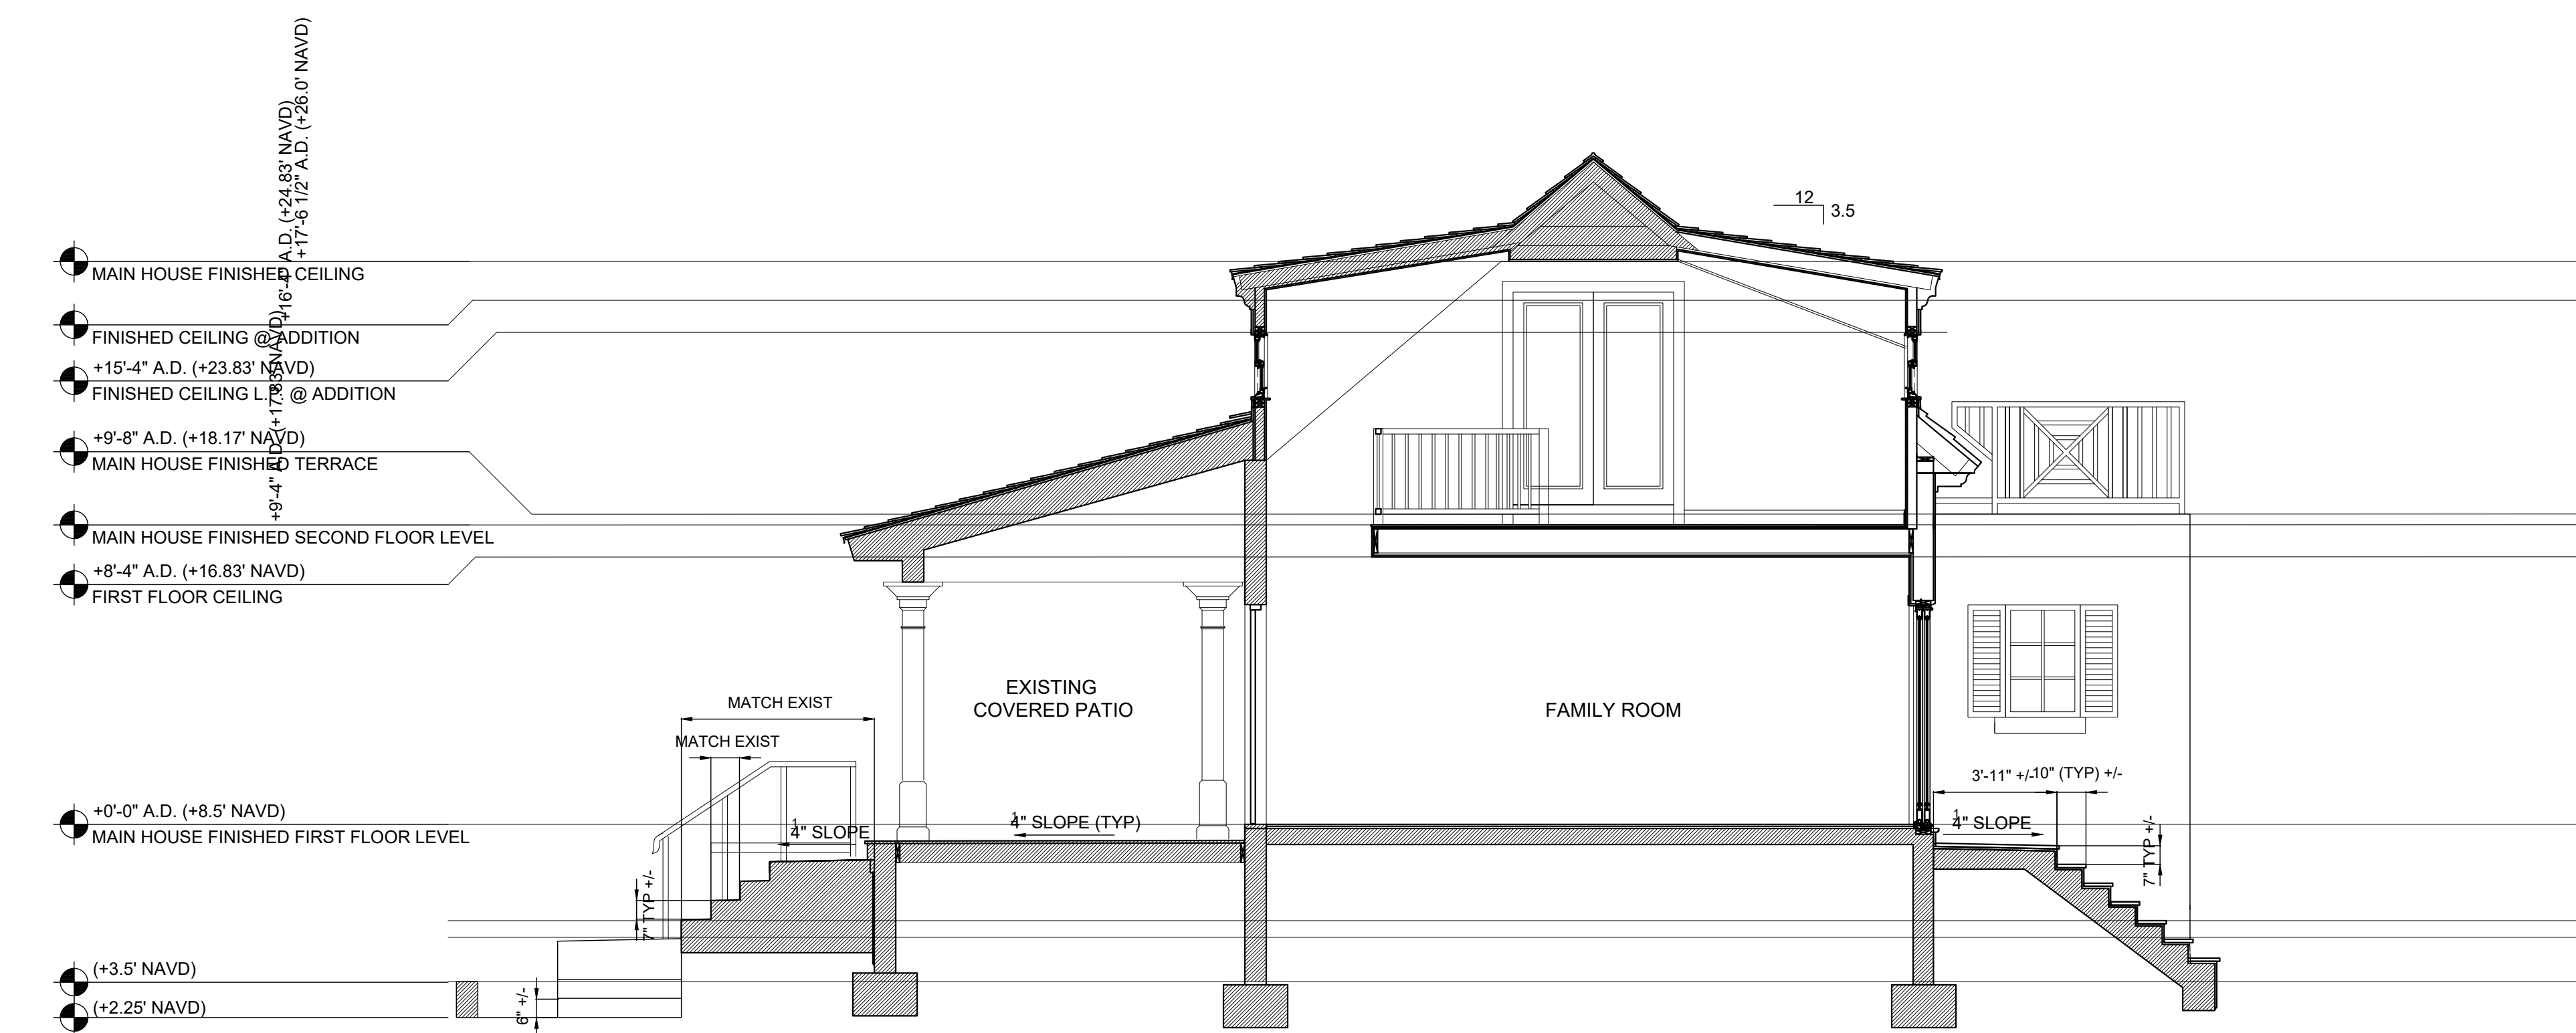 +17'-6 1/2" A.D. (+26.0' NAVD)
MAIN HOUSE FINISHED CEILING
+16'-4" A.D. (+24.83' NAVD)
FINISHED CEILING @ ADDITION
+15'-4" A.D. (+23.83' NAVD)
FINISHED CEILING L.P. @ ADDITION
+9'-8" A.D. (+18.17' NAVD)
MAIN HOUSE FINISHED TERRACE
+9'-4" A.D. (+17.83' NAVD)
MAIN HOUSE FINISHED SECOND FLOOR LEVEL
+8'-4" A.D. (+16.83' NAVD)
FIRST FLOOR CEILING
+0'-0" A.D. (+8.5' NAVD)
MAIN HOUSE FINISHED FIRST FLOOR LEVEL
(+3.5' NAVD)
(+2.25' NAVD)
12
3.5
MATCH EXIST
MATCH EXIST
EXISTING
COVERED PATIO
FAMILY ROOM
1/4" SLOPE
1/4" SLOPE (TYP)
3'-11" +/-
10" (TYP) +/-
1/4" SLOPE
7" TYP +/-
7" TYP +/-
6" +/-